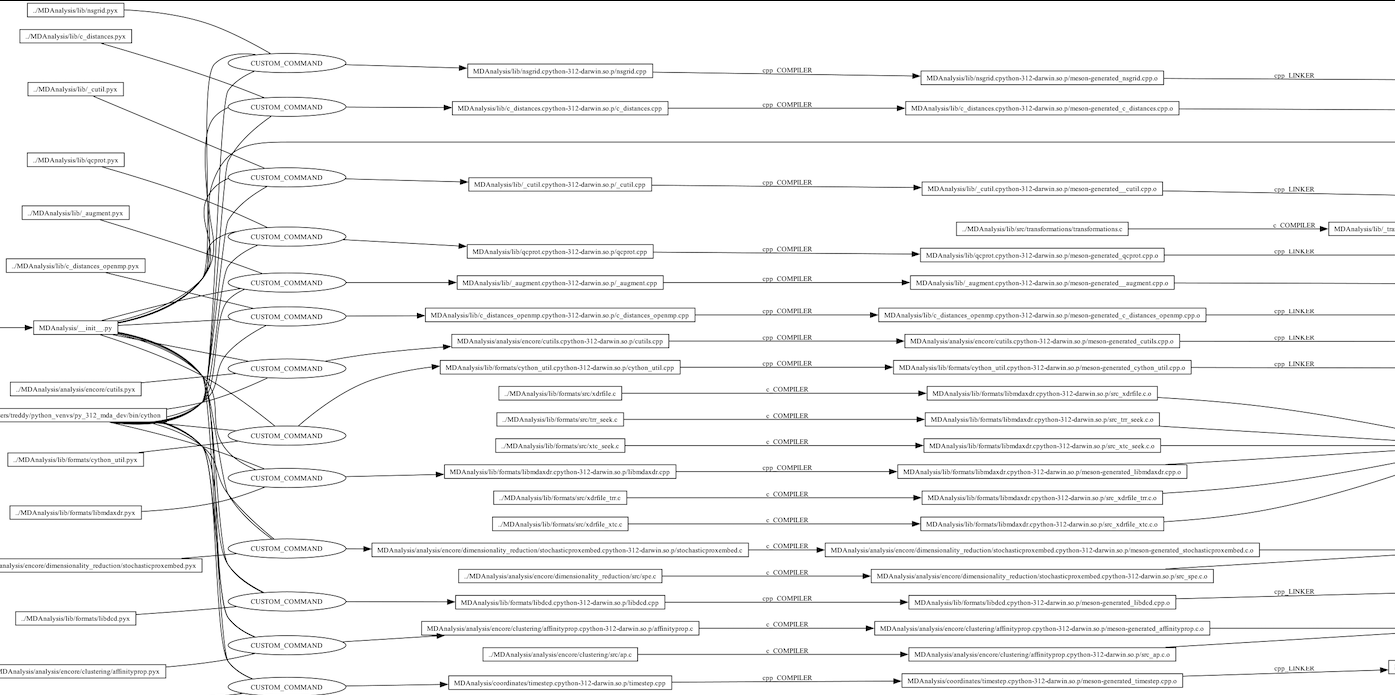 ../MDAnalysis/lib/nsgrid.pyx
../MDAnalysis/lib/c_distances.pyx
CUSTOM_COMMAND
MDAnalysis/lib/nsgrid.cpython-312-darwin.so.p/nsgrid.cpp
cpp_COMPILER
MDAnalysis/lib/nsgrid.cpython-312-darwin.so.p/meson-generated_nsgrid.cpp.o
cpp_LINKER
../MDAnalysis/lib/_cutil.pyx
CUSTOM_COMMAND
MDAnalysis/lib/c_distances.cpython-312-darwin.so.p/c_distances.cpp
cpp_COMPILER
MDAnalysis/lib/c_distances.cpython-312-darwin.so.p/meson-generated_c_distances.cpp.o
cpp_LINKER
../MDAnalysis/lib/qcprot.pyx
CUSTOM_COMMAND
MDAnalysis/lib/_cutil.cpython-312-darwin.so.p/_cutil.cpp
cpp_COMPILER
MDAnalysis/lib/_cutil.cpython-312-darwin.so.p/meson-generated__cutil.cpp.o
cpp_LINKER
../MDAnalysis/lib/_augment.pyx
../MDAnalysis/lib/src/transformations/transformations.c
c_COMPILER
MDAnalysis/lib/_tra
CUSTOM_COMMAND
MDAnalysis/lib/qcprot.cpython-312-darwin.so.p/qcprot.cpp
cpp_COMPILER
MDAnalysis/lib/qcprot.cpython-312-darwin.so.p/meson-generated_qcprot.cpp.o
cpp_LINKER
../MDAnalysis/lib/c_distances_openmp.pyx
CUSTOM_COMMAND
MDAnalysis/lib/_augment.cpython-312-darwin.so.p/_augment.cpp
cpp_COMPILER
MDAnalysis/lib/_augment.cpython-312-darwin.so.p/meson-generated__augment.cpp.o
cpp_LINKER
CUSTOM_COMMAND
MDAnalysis/lib/c_distances_openmp.cpython-312-darwin.so.p/c_distances_openmp.cpp
cpp_COMPILER
MDAnalysis/lib/c_distances_openmp.cpython-312-darwin.so.p/meson-generated_c_distances_openmp.cpp.o
cpp_LINKER
MDAnalysis/__init__.py
MDAnalysis/analysis/encore/cutils.cpython-312-darwin.so.p/cutils.cpp
cpp_COMPILER
MDAnalysis/analysis/encore/cutils.cpython-312-darwin.so.p/meson-generated_cutils.cpp.o
cpp_LINKER
CUSTOM_COMMAND
MDAnalysis/lib/formats/cython_util.cpython-312-darwin.so.p/cython_util.cpp
cpp_COMPILER
MDAnalysis/lib/formats/cython_util.cpython-312-darwin.so.p/meson-generated_cython_util.cpp.o
cpp_LINKER
../MDAnalysis/analysis/encore/cutils.pyx
../MDAnalysis/lib/formats/src/xdrfile.c
c_COMPILER
MDAnalysis/lib/formats/libmdaxdr.cpython-312-darwin.so.p/src_xdrfile.c.o
ers/treddy/python_venvs/py_312_mda_dev/bin/cython
../MDAnalysis/lib/formats/src/trr_seek.c
c_COMPILER
MDAnalysis/lib/formats/libmdaxdr.cpython-312-darwin.so.p/src_trr_seek.c.o
CUSTOM_COMMAND
../MDAnalysis/lib/formats/src/xtc_seek.c
c_COMPILER
MDAnalysis/lib/formats/libmdaxdr.cpython-312-darwin.so.p/src_xtc_seek.c.o
../MDAnalysis/lib/formats/cython_util.pyx
CUSTOM_COMMAND
MDAnalysis/lib/formats/libmdaxdr.cpython-312-darwin.so.p/libmdaxdr.cpp
cpp_COMPILER
MDAnalysis/lib/formats/libmdaxdr.cpython-312-darwin.so.p/meson-generated_libmdaxdr.cpp.o
../MDAnalysis/lib/formats/src/xdrfile_trr.c
c_COMPILER
MDAnalysis/lib/formats/libmdaxdr.cpython-312-darwin.so.p/src_xdrfile_trr.c.o
../MDAnalysis/lib/formats/libmdaxdr.pyx
../MDAnalysis/lib/formats/src/xdrfile_xtc.c
c_COMPILER
MDAnalysis/lib/formats/libmdaxdr.cpython-312-darwin.so.p/src_xdrfile_xtc.c.o
CUSTOM_COMMAND
MDAnalysis/analysis/encore/dimensionality_reduction/stochasticproxembed.cpython-312-darwin.so.p/stochasticproxembed.c
c_COMPILER
MDAnalysis/analysis/encore/dimensionality_reduction/stochasticproxembed.cpython-312-darwin.so.p/meson-generated_stochasticproxembed.c.o
analysis/encore/dimensionality_reduction/stochasticproxembed.pyx
../MDAnalysis/analysis/encore/dimensionality_reduction/src/spe.c
c_COMPILER
MDAnalysis/analysis/encore/dimensionality_reduction/stochasticproxembed.cpython-312-darwin.so.p/src_spe.c.o
CUSTOM_COMMAND
MDAnalysis/lib/formats/libdcd.cpython-312-darwin.so.p/libdcd.cpp
cpp_COMPILER
MDAnalysis/lib/formats/libdcd.cpython-312-darwin.so.p/meson-generated_libdcd.cpp.o
cpp_LINKER
../MDAnalysis/lib/formats/libdcd.pyx
MDAnalysis/analysis/encore/clustering/affinityprop.cpython-312-darwin.so.p/affinityprop.c
c_COMPILER
MDAnalysis/analysis/encore/clustering/affinityprop.cpython-312-darwin.so.p/meson-generated_affinityprop.c.o
CUSTOM_COMMAND
../MDAnalysis/analysis/encore/clustering/src/ap.c
c_COMPILER
MDAnalysis/analysis/encore/clustering/affinityprop.cpython-312-darwin.so.p/src_ap.c.o
MDAnalysis/analysis/encore/clustering/affinityprop.pyx
CUSTOM_COMMAND
MDAnalysis/coordinates/timestep.cpython-312-darwin.so.p/timestep.cpp
cpp_COMPILER
MDAnalysis/coordinates/timestep.cpython-312-darwin.so.p/meson-generated_timestep.cpp.o
cpp_LINKER